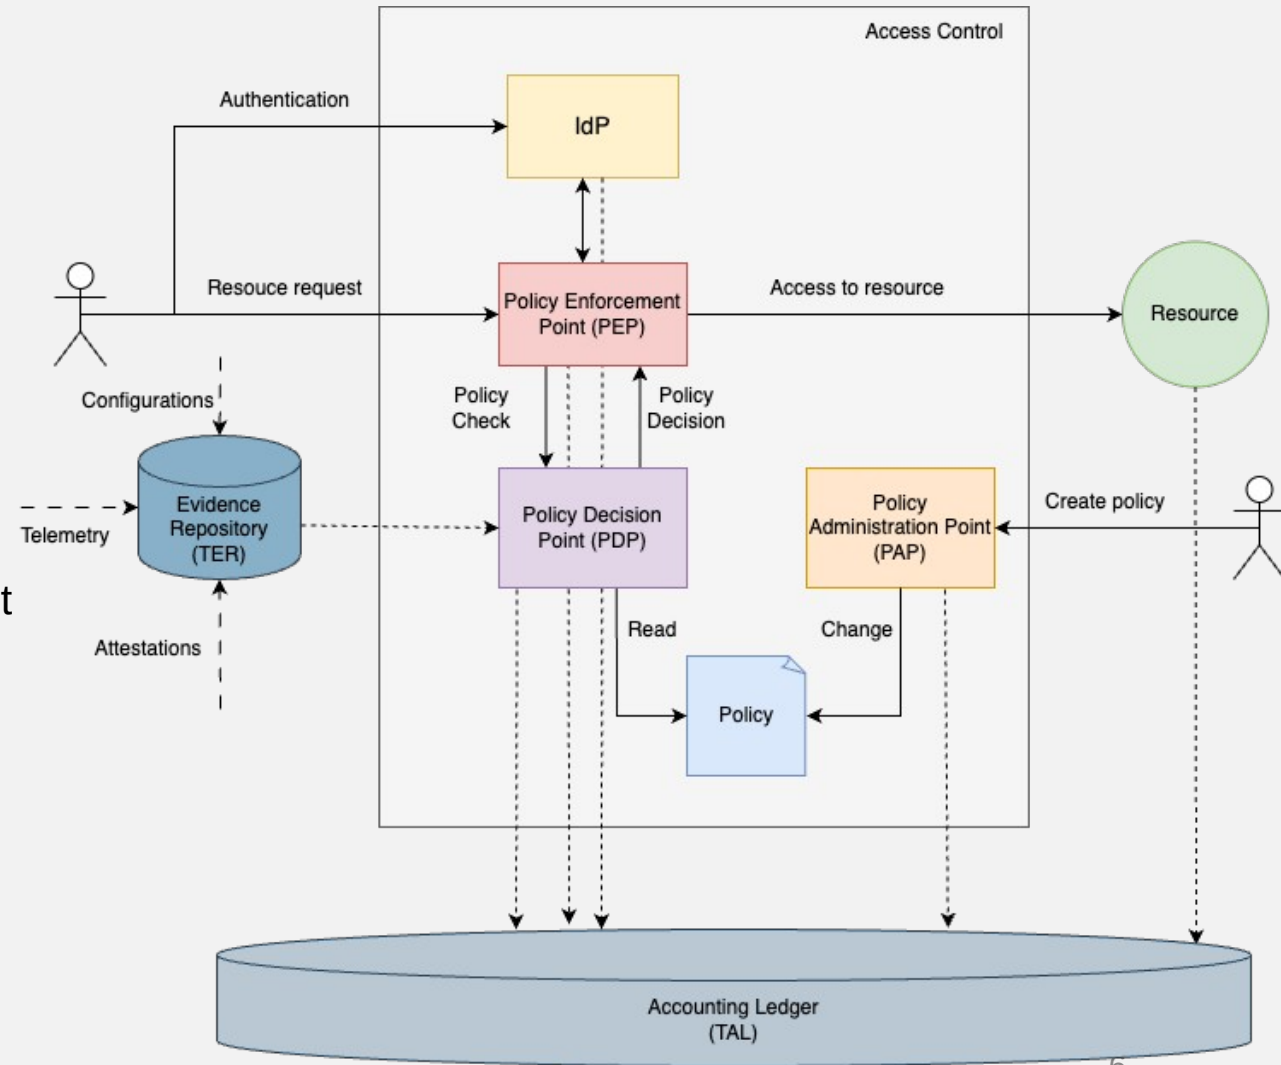 Access Control
Authentication
IdP
Resouce request
Policy Enforcement
Point (PEP)
Access to resource
Resource
Configurations
Policy
Check
Policy
Decision
Evidence
Repository
(TER)
Telemetry
Policy Decision
Point (PDP)
Policy
Administration Point
(PAP)
Create policy
t
Attestations
Read
Change
Policy
Accounting Ledger
(TAL)